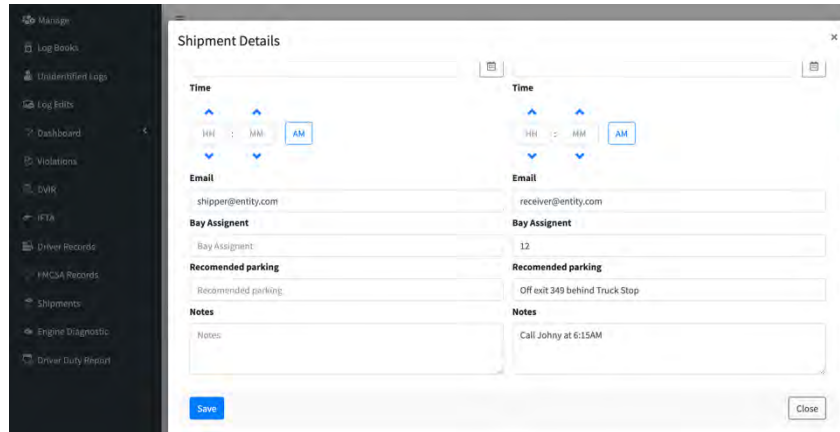 Manage
Log Books
Unidentified Logs
Log Edits
Dashboard
Violations
DVIR
IFTA
Driver Records
FMCSA Records
Shipments
Engine Diagnostic
Driver Duty Report
Shipment Details
×
Time Time
HH : MM AM HH : MM AM
Email Email
shipper@entity.com receiver@entity.com
Bay Assignent Bay Assignent
Bay Assignent 12
Recomended parking Recomended parking
Recomended parking Off exit 349 behind Truck Stop
Notes Notes
Notes Call Johny at 6:15AM
Save Close